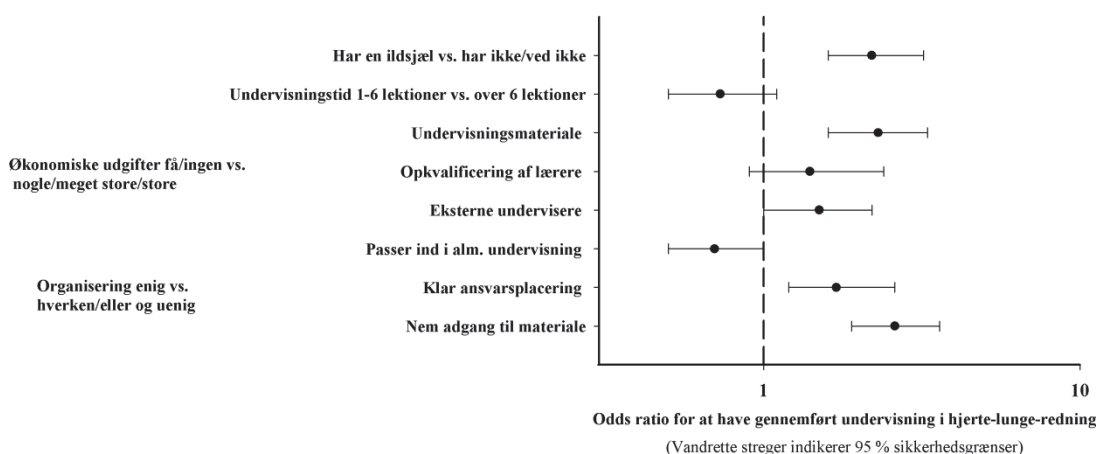 Har en ildsjæl vs. har ikke/ved ikke
Undervisningstid 1-6 lektioner vs. over 6 lektioner
Undervisningsmateriale
Økonomiske udgifter få/ingen vs.
nogle/meget store/store
Opkvalificering af lærere
Eksterne undervisere
Passer ind i alm. undervisning
Organisering enig vs.
hverken/eller og uenig
Klar ansvarsplacering
Nem adgang til materiale
1
10
Odds ratio for at have gennemført undervisning i hjerte-lunge-redning
(Vandrette streger indikerer 95 % sikkerhedsgrænser)